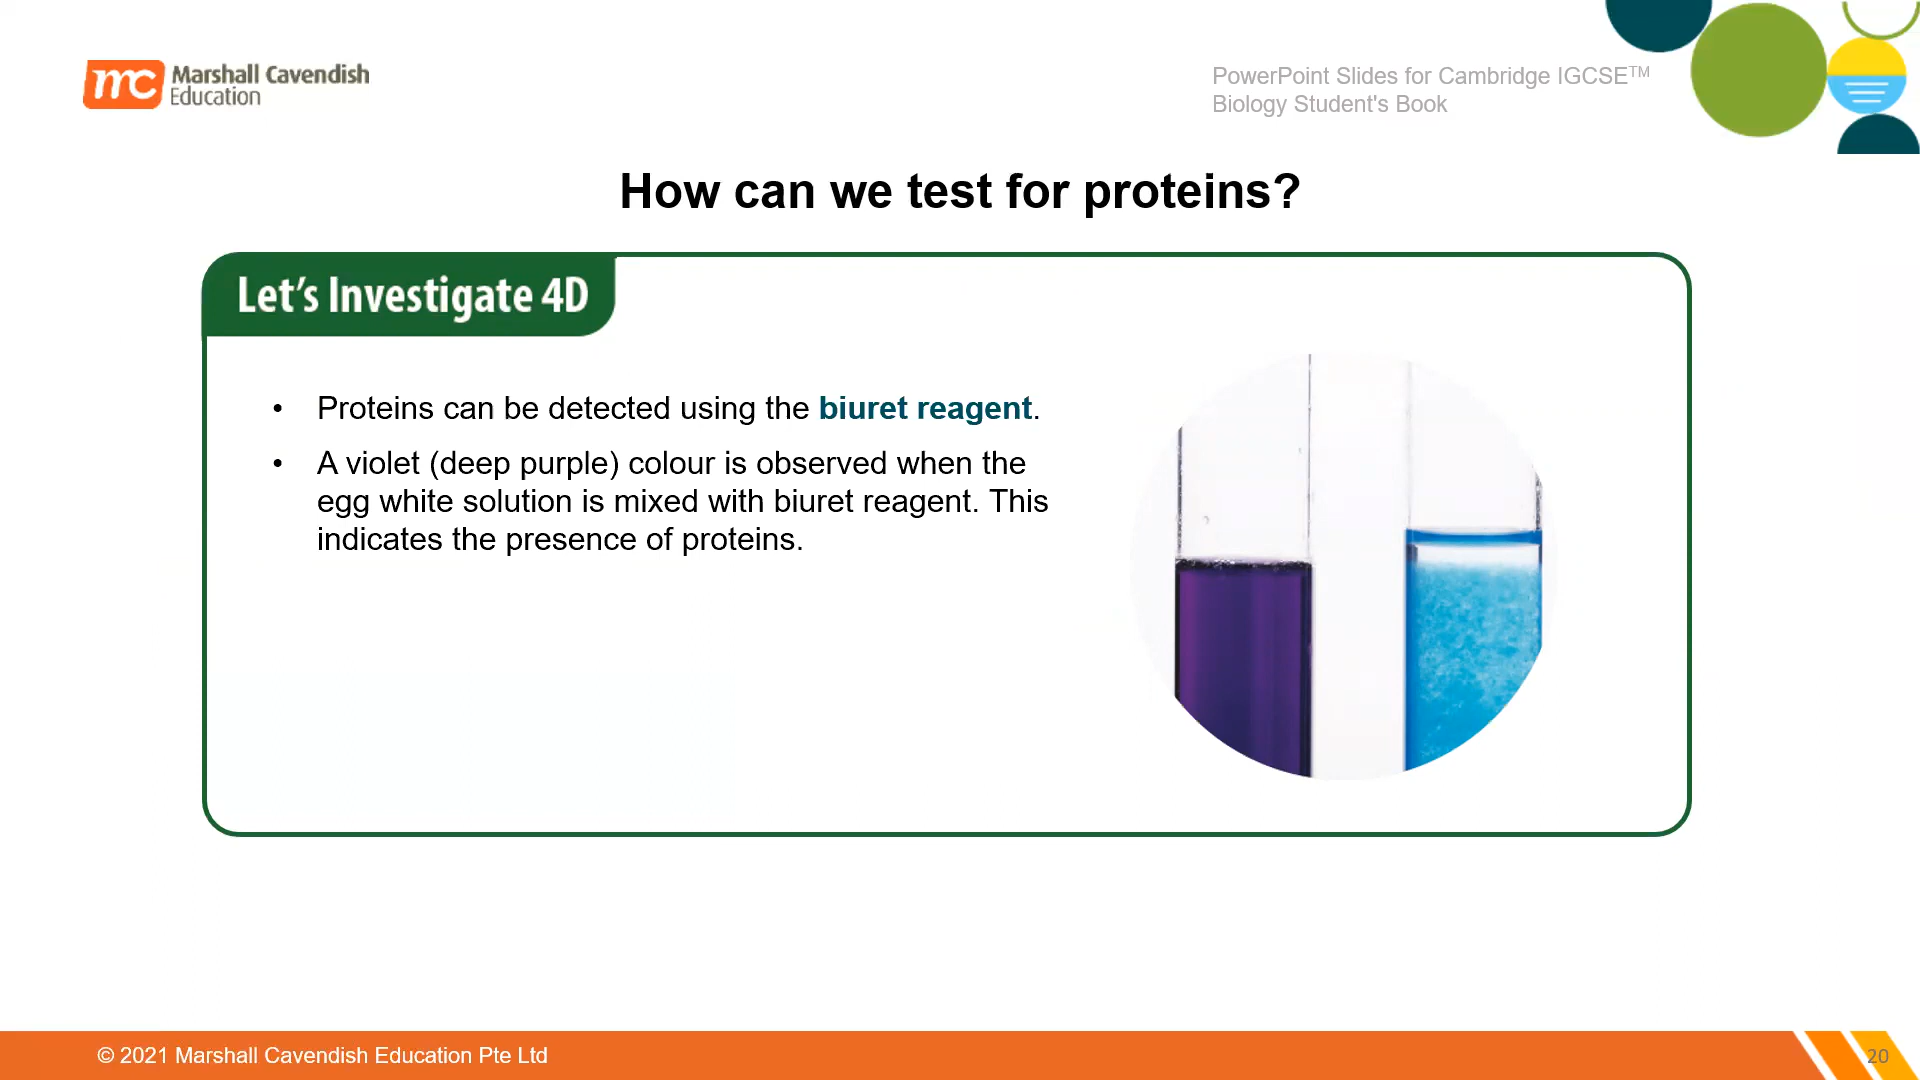 mc Marshall Cavendish
Education
PowerPoint Slides for Cambridge IGCSE™
Biology Student's Book
How can we test for proteins?
Let's Investigate 4D
• Proteins can be detected using the biuret reagent.
• A violet (deep purple) colour is observed when the
egg white solution is mixed with biuret reagent. This
indicates the presence of proteins.
© 2021 Marshall Cavendish Education Pte Ltd
20